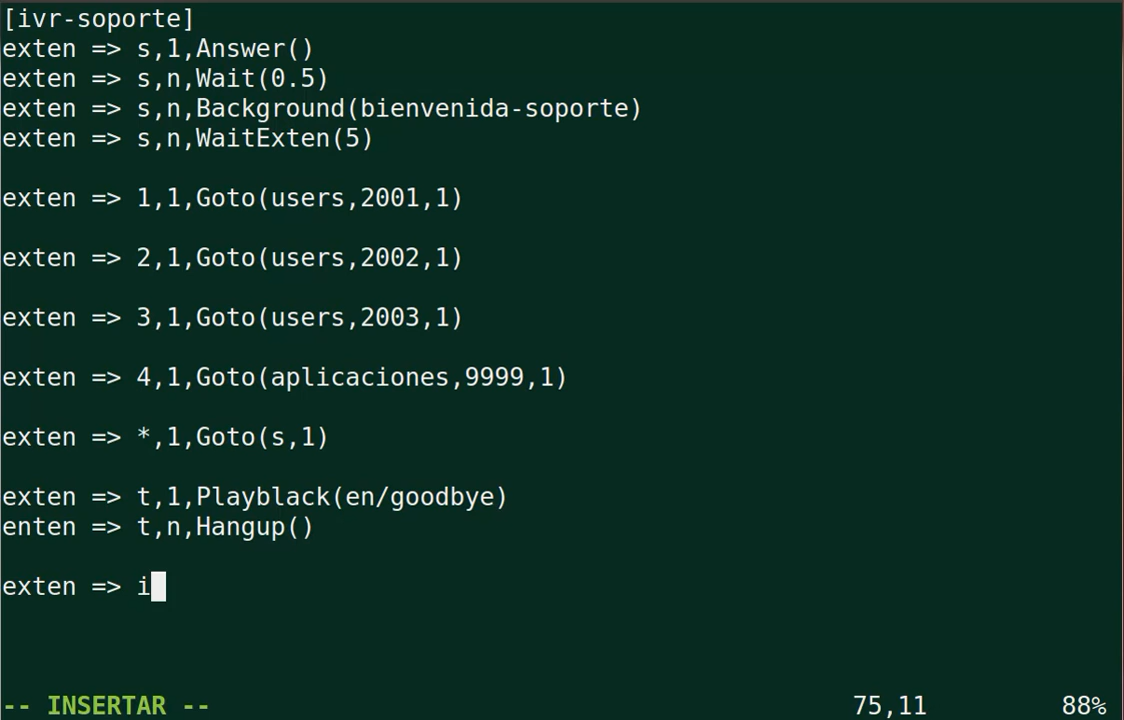 [ivr-soporte]
exten => s,1,Answer()
exten => s,n,Wait(0.5)
exten => s,n,Background(bienvenida-soporte)
exten => s,n,WaitExten(5)
exten => 1,1,Goto(users,2001,1)
exten => 2,1,Goto(users,2002,1)
exten => 3,1,Goto(users,2003,1)
exten => 4,1,Goto(aplicaciones,9999,1)
exten => *,1,Goto(s,1)
exten => t,1,Playblack(en/goodbye)
enten => t,n,Hangup()
exten => i
-- INSERTAR -- 75,11 88%